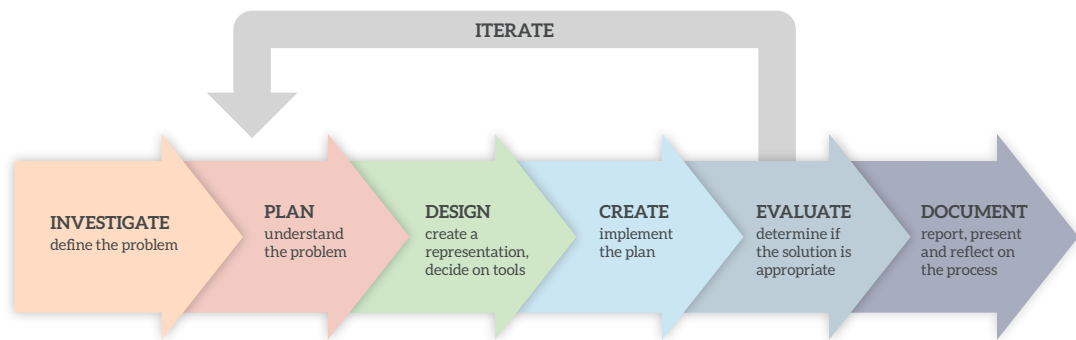 ITERATE
INVESTIGATE
define the problem
PLAN
understand
the problem
DESIGN
create a
representation,
decide on tools
CREATE
implement
the plan
EVALUATE
determine if
the solution is
appropriate
DOCUMENT
report, present
and reflect on
the process